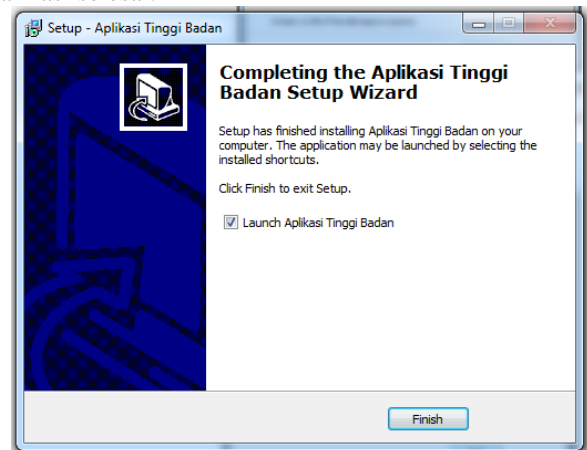 Setup - Aplikasi Tinggi Badan
Completing the Aplikasi Tinggi
Badan Setup Wizard
Setup has finished installing Aplikasi Tinggi Badan on your
computer. The application may be launched by selecting the
installed shortcuts.
Click Finish to exit Setup.
Launch Aplikasi Tinggi Badan
Finish